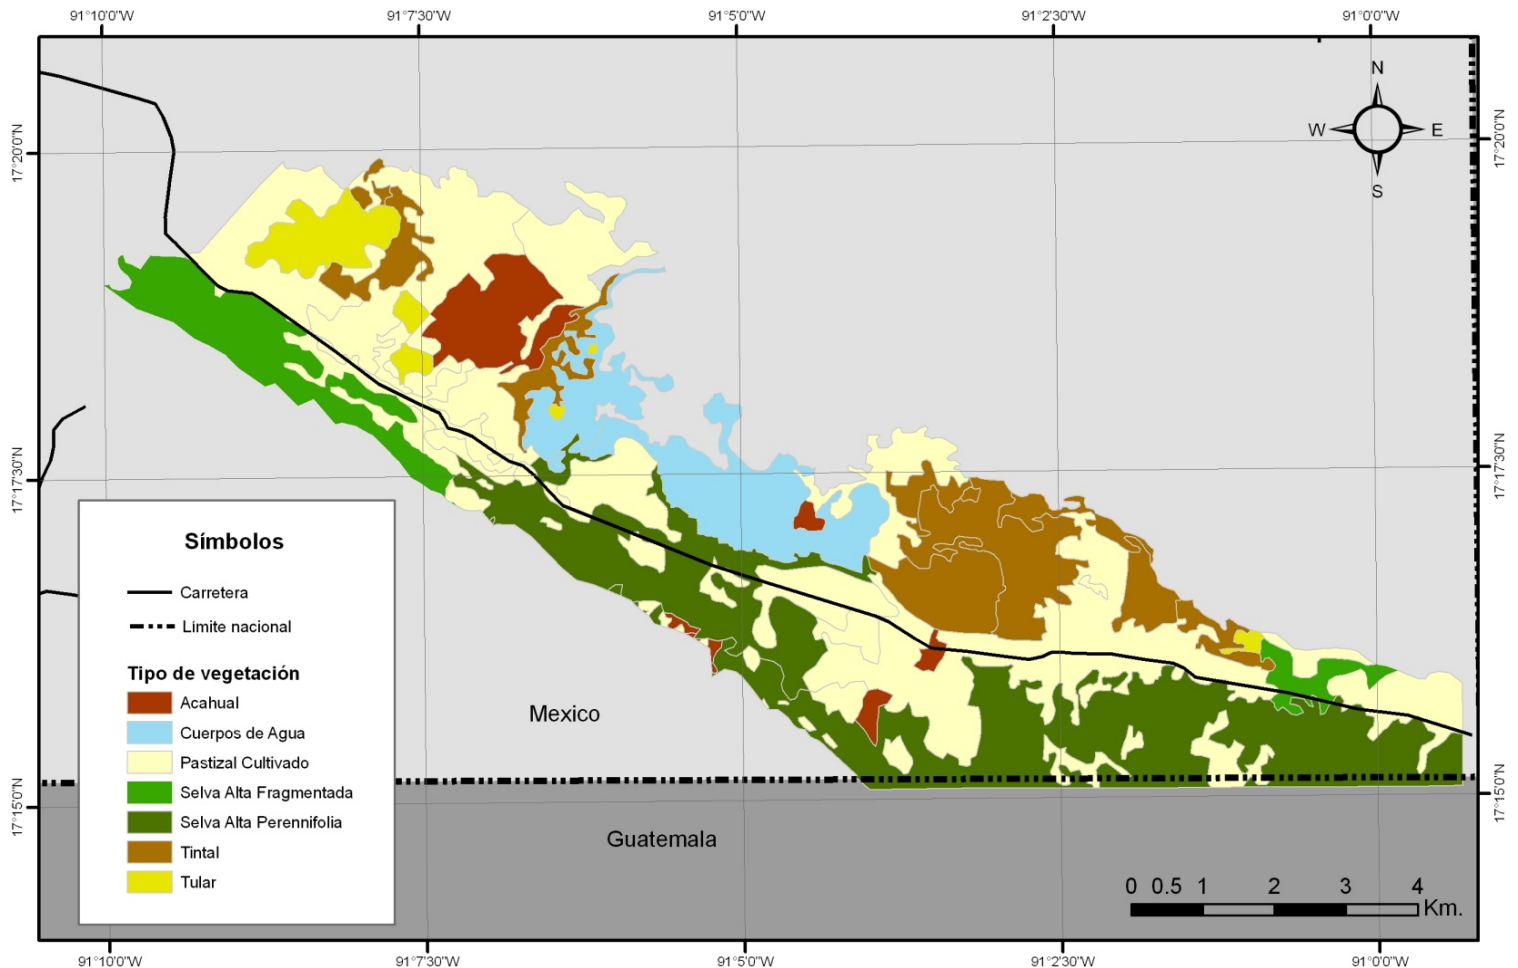 91°10'0"W 91°7'30"W 91°5'0"W 91°2'30"W 91°0'0"W
N
W E
S
17°20'0"N 17°20'0"N
17°17'30"N 17°17'30"N
Símbolos
Carretera
Limite nacional
Tipo de vegetación
Acahual
Cuerpos de Agua
Pastizal Cultivado
Selva Alta Fragmentada
Selva Alta Perennifolia
Tintal
Tular
Mexico
17°15'0"N 17°15'0"N
Guatemala
0 0.5 1 2 3 4
Km.
91°10'0"W 91°7'30"W 91°5'0"W 91°2'30"W 91°0'0"W